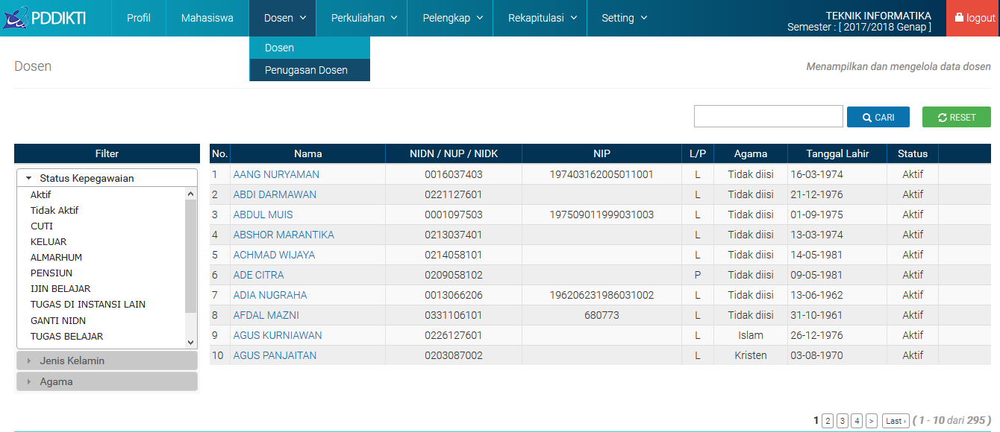 PDDIKTI Profil Mahasiswa Dosen Perkuliahan Pelengkap Rekapitulasi Setting
TEKNIK INFORMATIKA
Semester : [ 2017/2018 Genap ]
logout
Dosen
Penugasan Dosen
Dosen
Menampilkan dan mengelola data dosen
CARI RESET
Filter
Status Kepegawaian
Aktif
Tidak Aktif
CUTI
KELUAR
ALMARHUM
PENSIUN
IJIN BELAJAR
TUGAS DI INSTANSI LAIN
GANTI NIDN
TUGAS BELAJAR
Jenis Kelamin
Agama
No. Nama NIDN / NUP / NIDK NIP L/P Agama Tanggal Lahir Status
1 AANG NURYAMAN 0016037403 197403162005011001 L Tidak diisi 16-03-1974 Aktif
2 ABDI DARMAWAN 0221127601 L Tidak diisi 21-12-1976 Aktif
3 ABDUL MUIS 0001097503 197509011999031003 L Tidak diisi 01-09-1975 Aktif
4 ABSHOR MARANTIKA 0213037401 L Tidak diisi 13-03-1974 Aktif
5 ACHMAD WIJAYA 0214058101 L Tidak diisi 14-05-1981 Aktif
6 ADE CITRA 0209058102 P Tidak diisi 09-05-1981 Aktif
7 ADIA NUGRAHA 0013066206 196206231986031002 L Tidak diisi 13-06-1962 Aktif
8 AFDAL MAZNI 0331106101 680773 L Tidak diisi 31-10-1961 Aktif
9 AGUS KURNIAWAN 0226127601 L Islam 26-12-1976 Aktif
10 AGUS PANJAITAN 0203087002 L Kristen 03-08-1970 Aktif
1 2 3 4 > Last › ( 1 - 10 dari 295 )